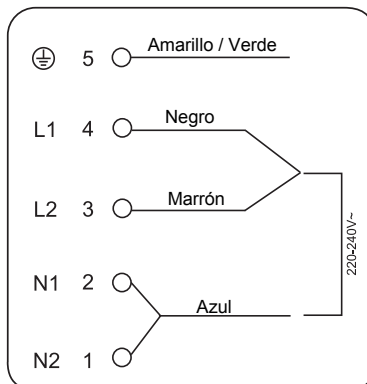 5 Amarillo / Verde
L1 4 Negro
L2 3 Marrón
220-240V~
N1 2
Azul
N2 1